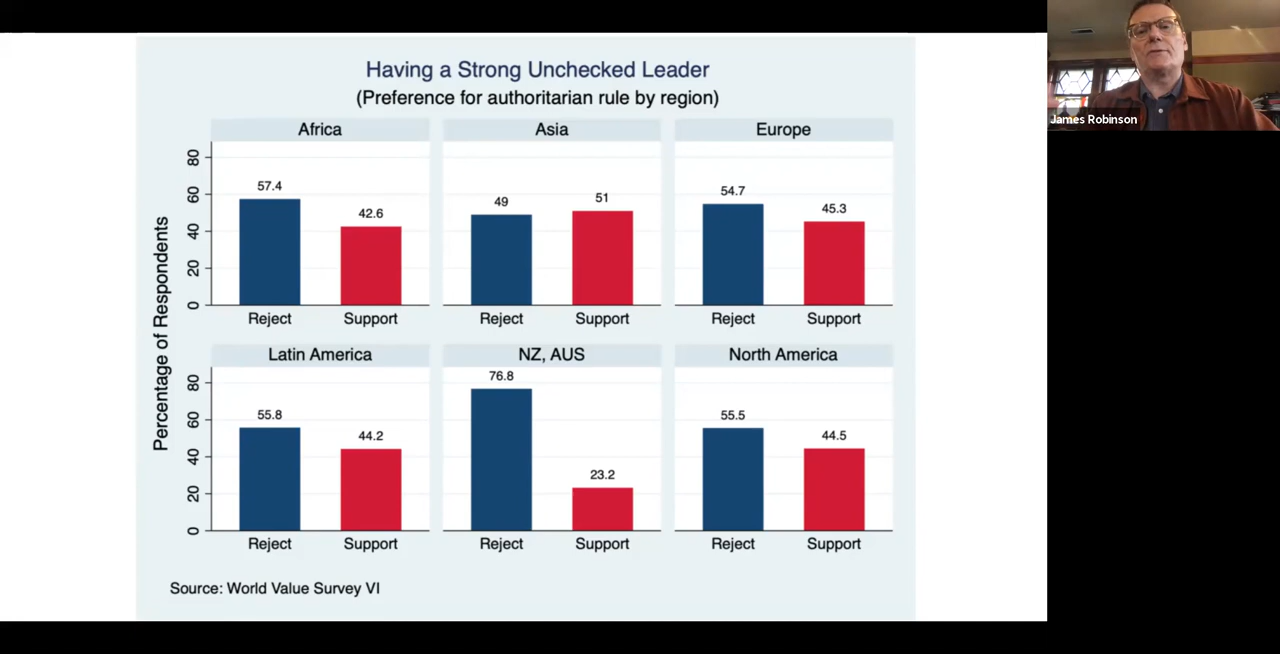 Having a Strong Unchecked Leader
(Preference for authoritarian rule by region)
Percentage of Respondents
Africa
80
60
40
20
0
57.4
42.6
Reject
Support
Asia
49
51
Reject
Support
Europe
54.7
45.3
Reject
Support
Latin America
80
60
40
20
0
55.8
44.2
Reject
Support
NZ, AUS
76.8
23.2
Reject
Support
North America
55.5
44.5
Reject
Support
Source: World Value Survey VI
James Robinson